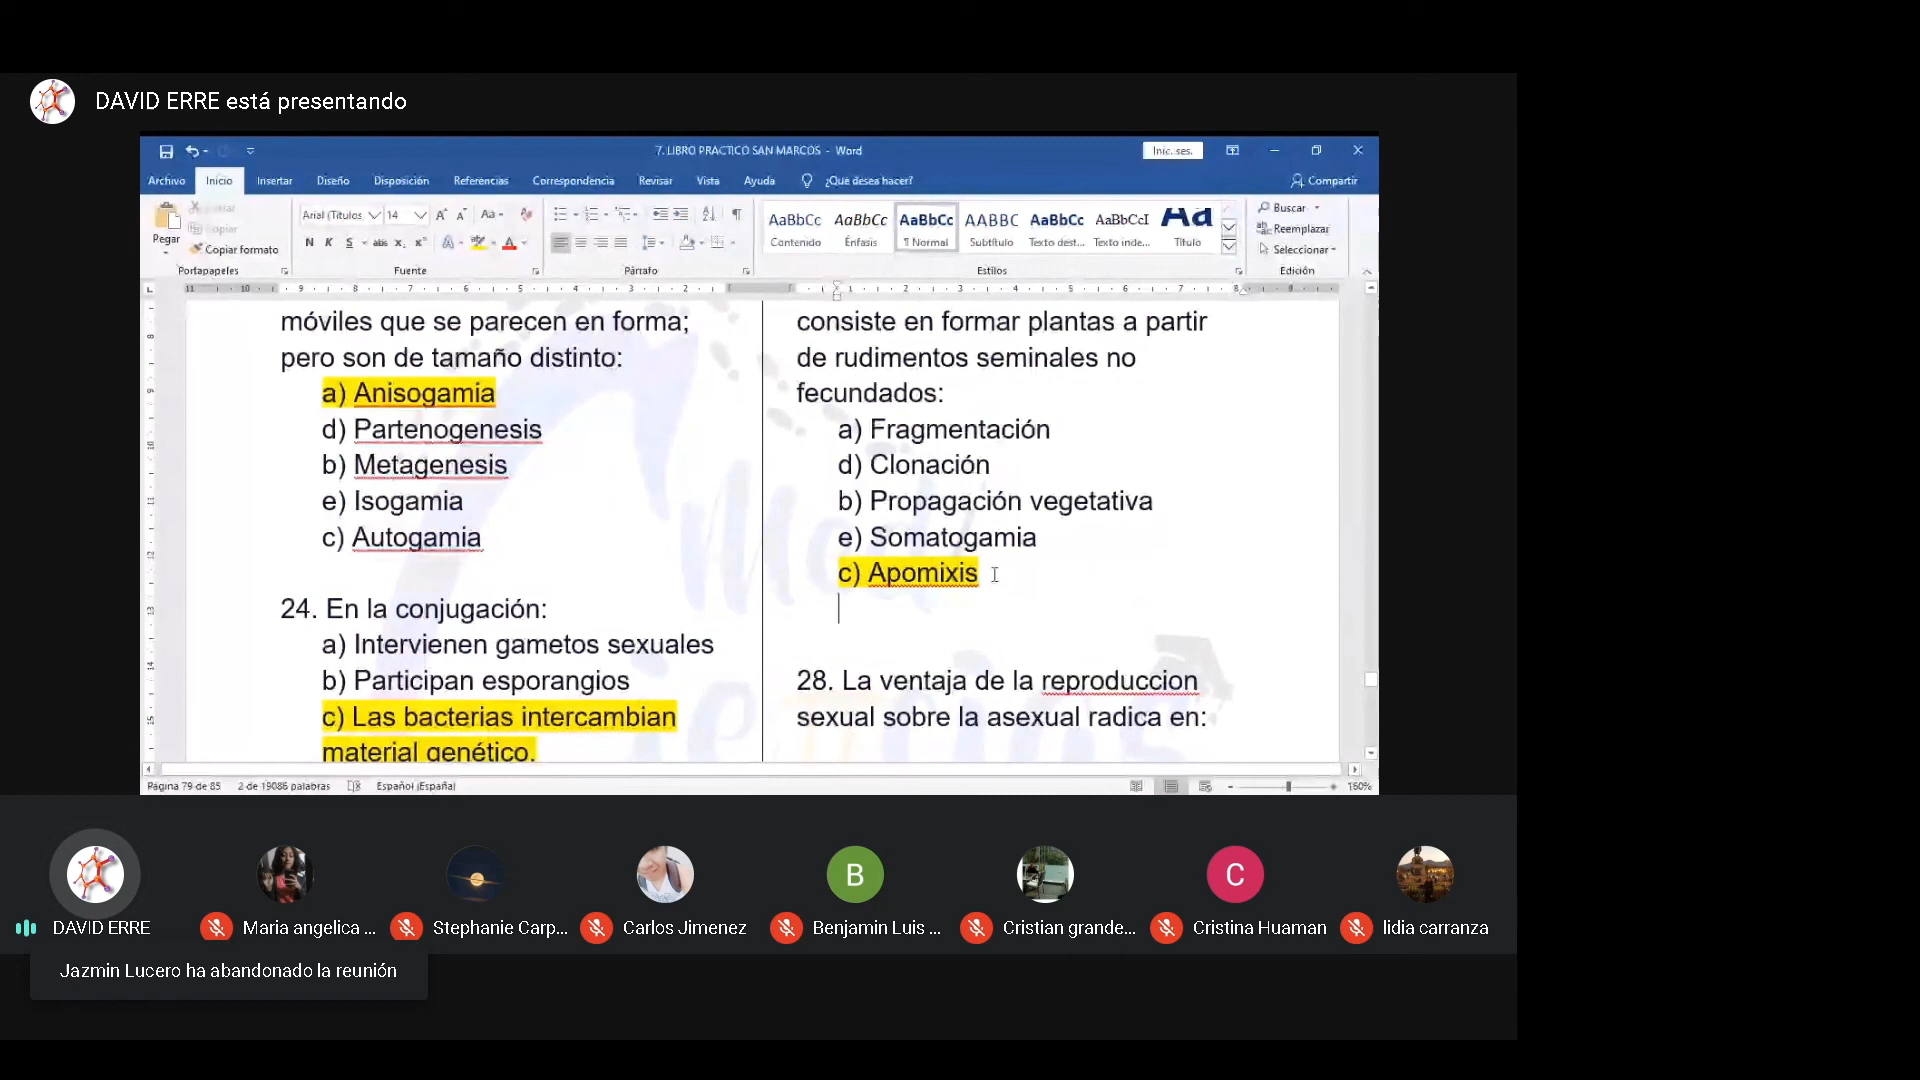 DAVID ERRE está presentando
7. LIBRO PRACTICO SAN MARCOS - Word
Inic. ses.
Archivo Inicio Insertar Diseño Disposición Referencias Correspondencia Revisar Vista Ayuda ¿Qué desea hacer? Compartir
Pegar
Cortar
Copiar
Copiar formato
Portapapeles
Arial (Títulos 14
N K S abc
Fuente
Párrafo
AaBbCc AaBbCc AaBbCc AABBC AaBbCc AaBbCcI Aa
Contenido Énfasis ¶ Normal Subtítulo Texto dest... Texto inde... Título
Estilos
Buscar
Reemplazar
Seleccionar
Edición
móviles que se parecen en forma;
pero son de tamaño distinto:
a) Anisogamia
d) Partenogenesis
b) Metagenesis
e) Isogamia
c) Autogamia
24. En la conjugación:
a) Intervienen gametos sexuales
b) Participan esporangios
c) Las bacterias intercambian
material genético.
consiste en formar plantas a partir
de rudimentos seminales no
fecundados:
a) Fragmentación
d) Clonación
b) Propagación vegetativa
e) Somatogamia
c) Apomixis
28. La ventaja de la reproduccion
sexual sobre la asexual radica en:
Página 79 de 85 2 de 19086 palabras Español (España) 160%
DAVID ERRE
Maria angelica ...
Stephanie Carp...
Carlos Jimenez
B
Benjamin Luis ...
Cristian grande...
C
Cristina Huaman
lidia carranza
Jazmin Lucero ha abandonado la reunión